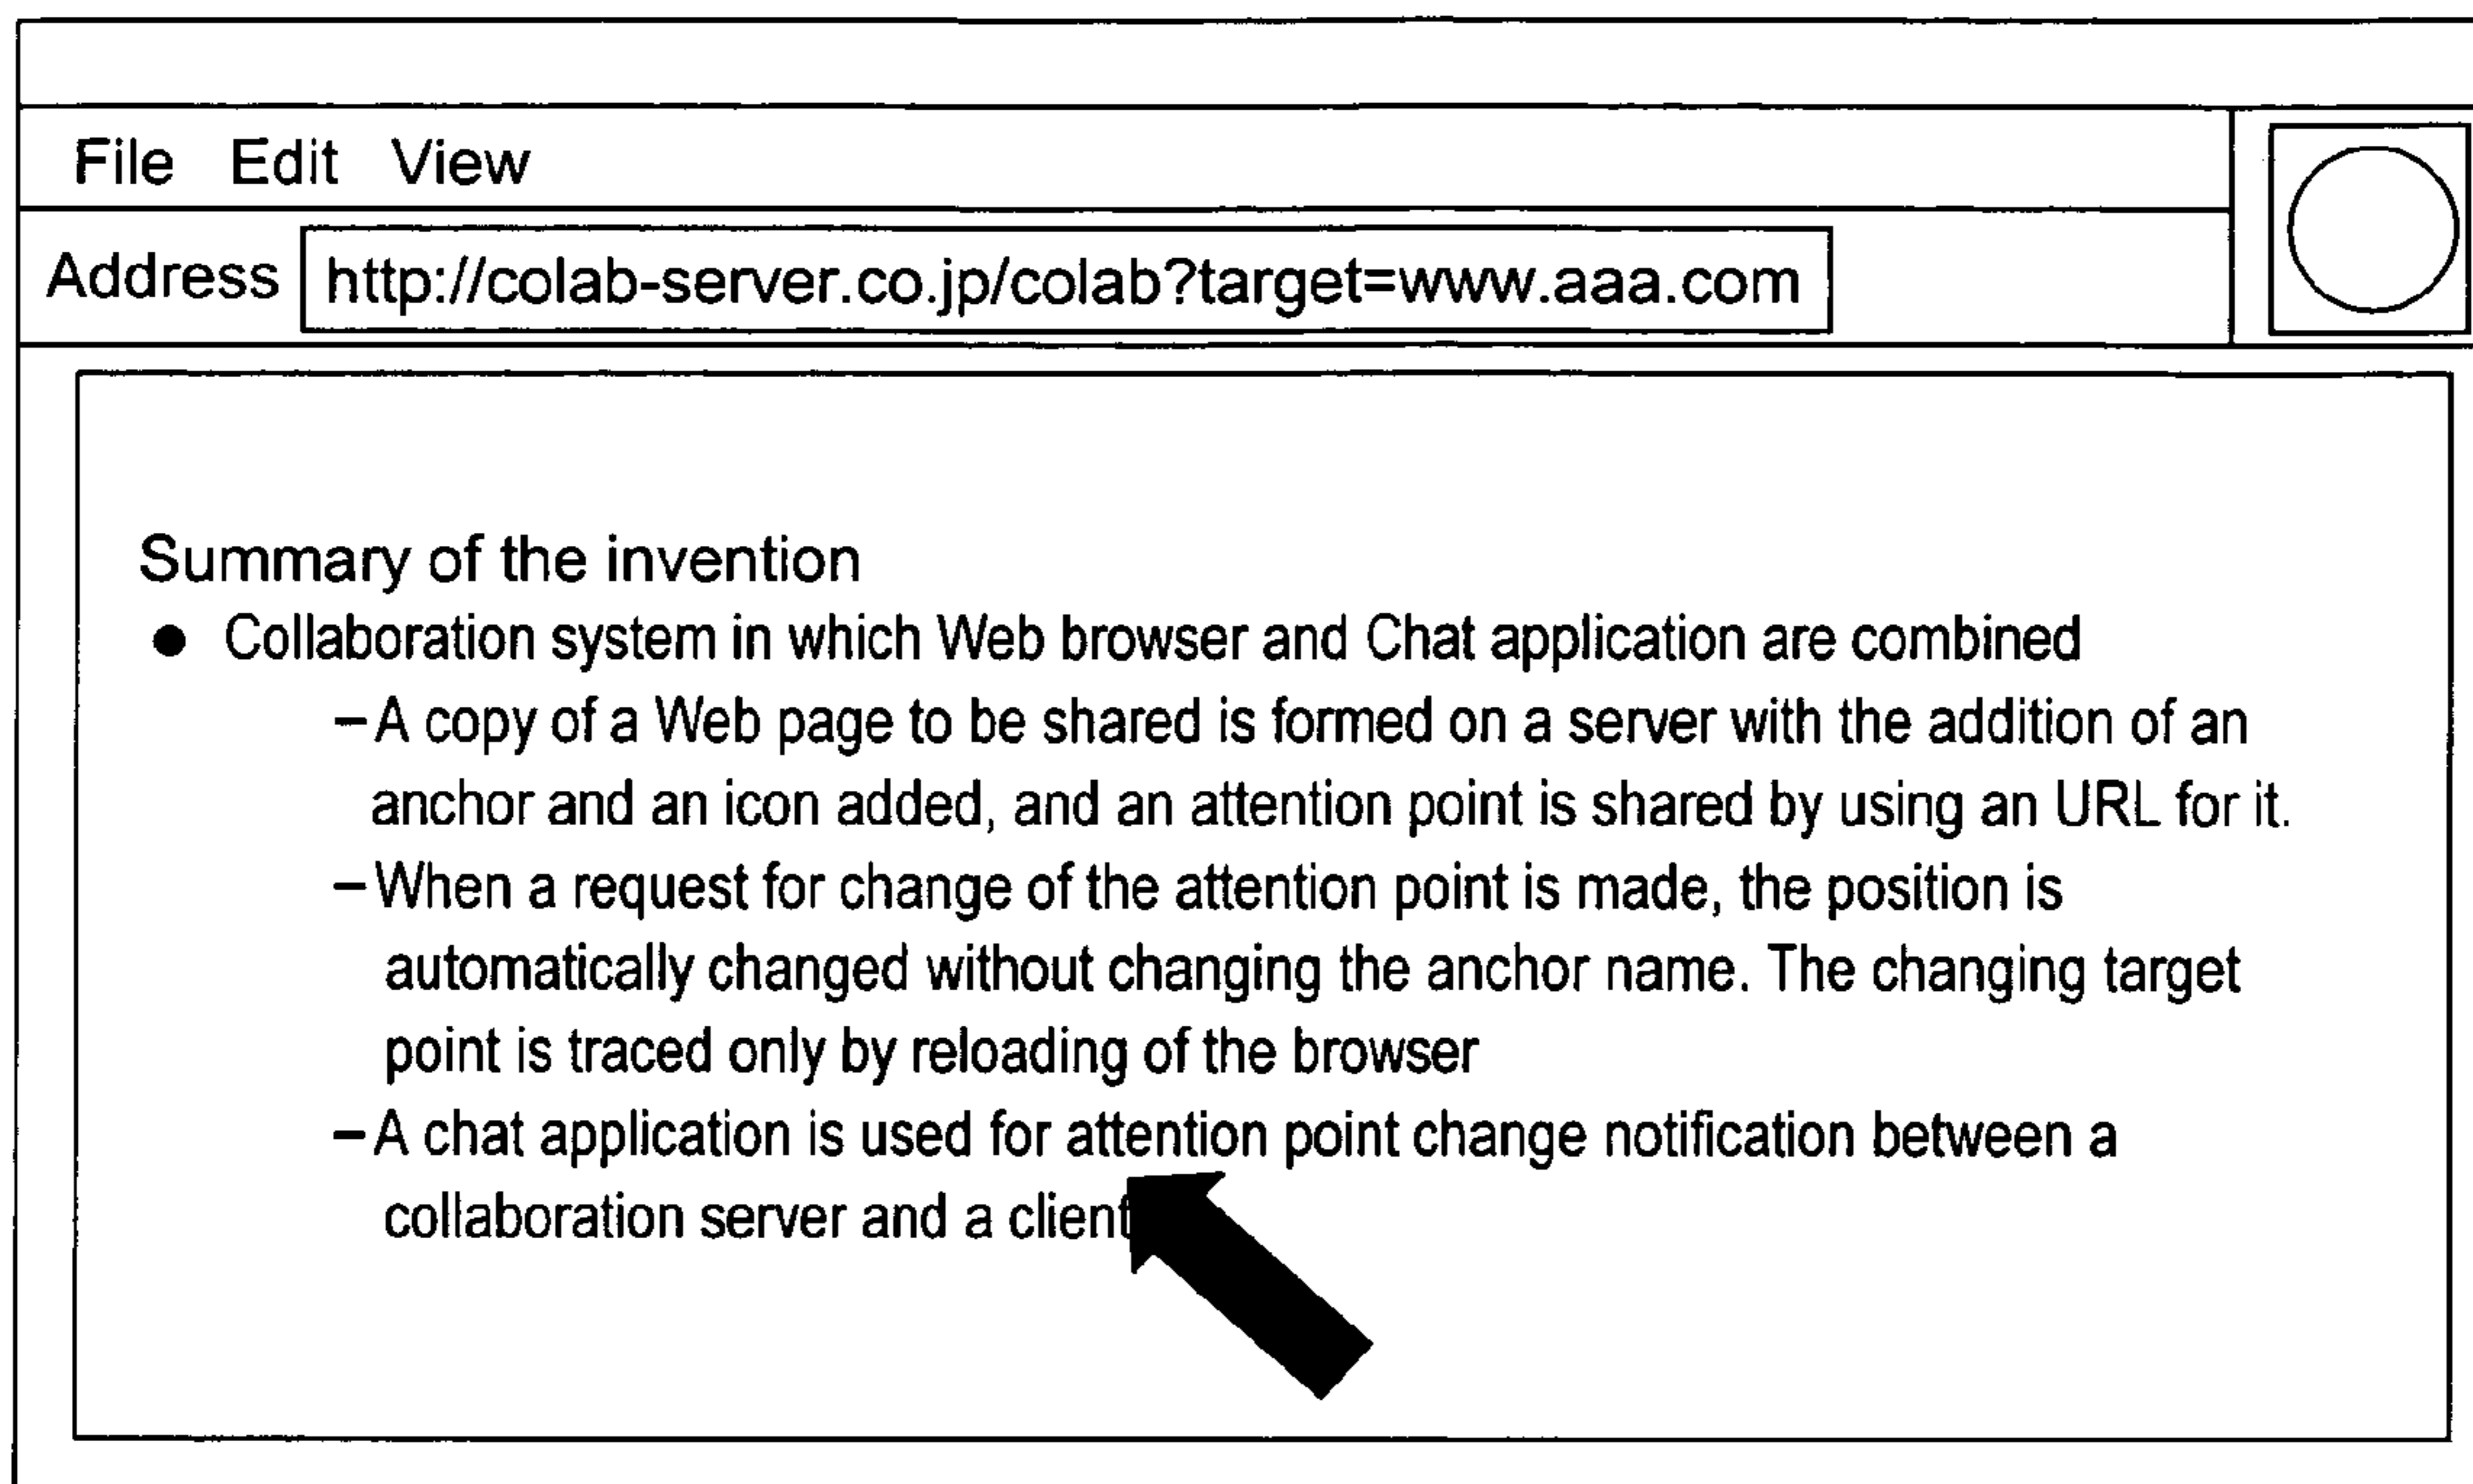 File Edit View
Address http://colab-server.co.jp/colab?target=www.aaa.com
Summary of the invention
● Collaboration system in which Web browser and Chat application are combined
–A copy of a Web page to be shared is formed on a server with the addition of an
anchor and an icon added, and an attention point is shared by using an URL for it.
–When a request for change of the attention point is made, the position is
automatically changed without changing the anchor name. The changing target
point is traced only by reloading of the browser
–A chat application is used for attention point change notification between a
collaboration server and a client